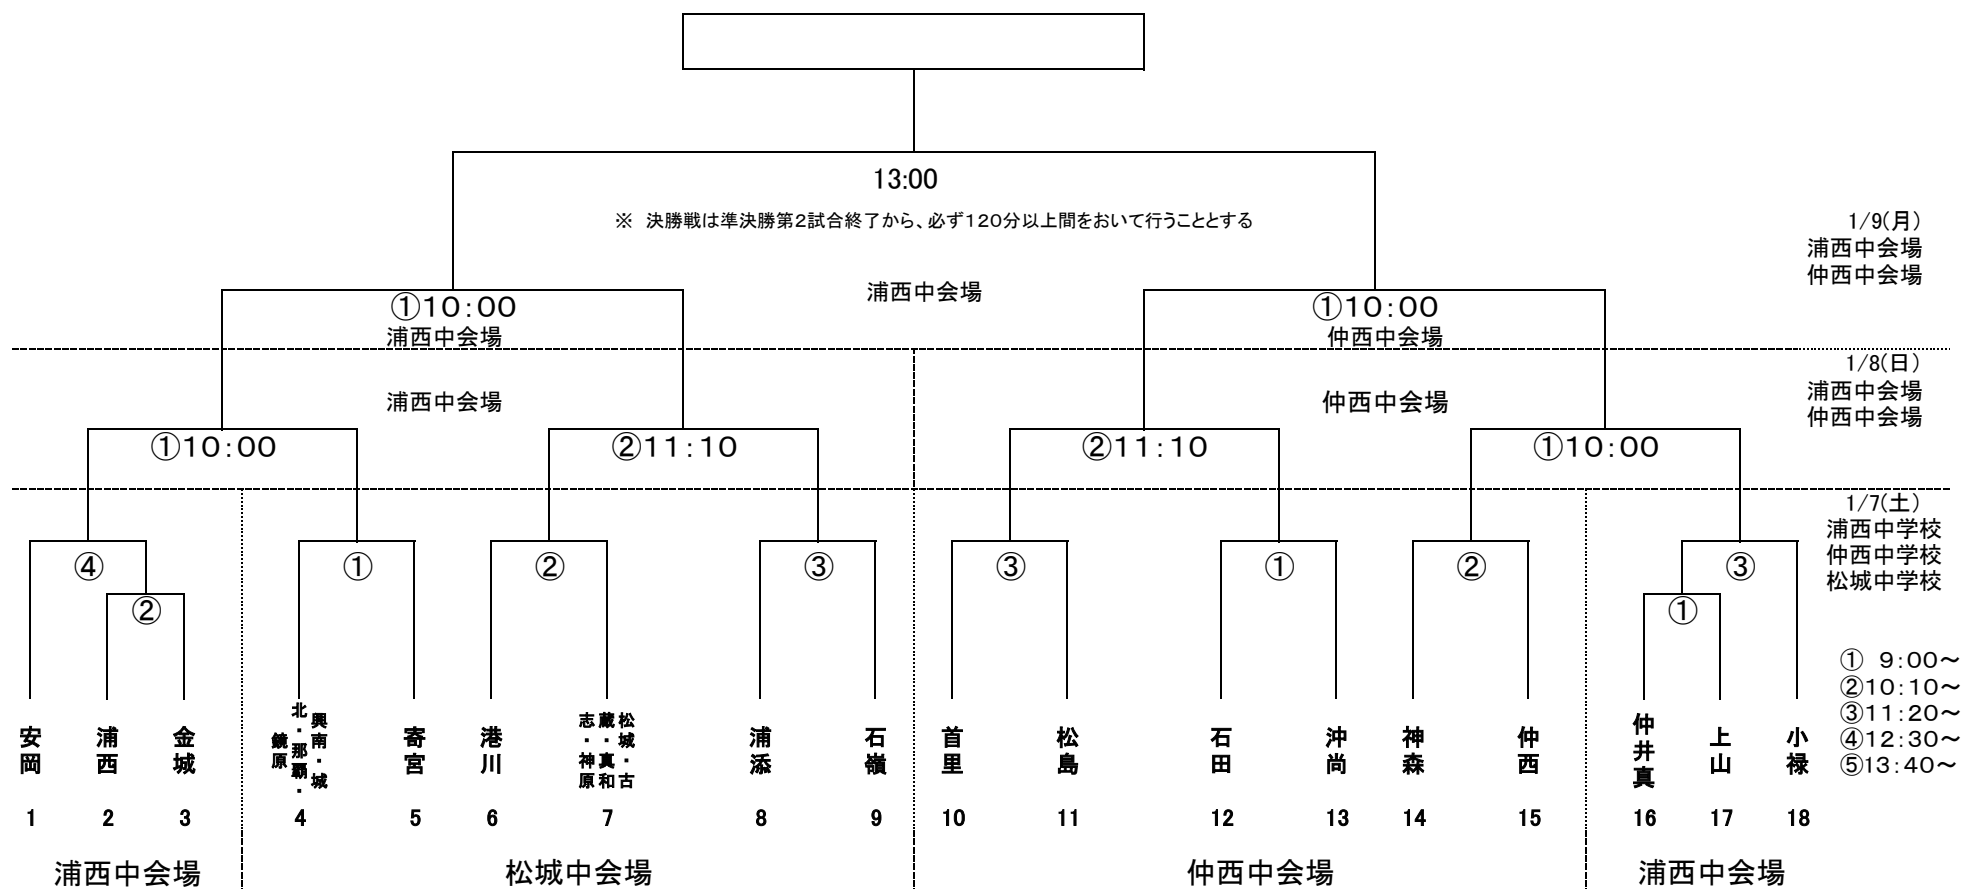 13:00
※ 決勝戦は準決勝第2試合終了から、必ず120分以上間をおいて行うこととする
1/9(月)
浦西中会場
仲西中会場
浦西中会場
①10:00
浦西中会場
①10:00
仲西中会場
1/8(日)
浦西中会場
仲西中会場
浦西中会場
仲西中会場
①10:00
②11:10
②11:10
①10:00
1/7(土)
浦西中学校
仲西中学校
松城中学校
④
①
②
③
③
①
②
③
②
①
① 9:00～
②10:10～
③11:20～
④12:30～
⑤13:40～
安岡
浦西
金城
興南・城
北・那覇・
鏡原
寄宮
港川
松城・古
蔵・真和
志・神原
浦添
石嶺
首里
松島
石田
沖尚
神森
仲西
仲井真
上山
小禄
1 2 3 4 5 6 7 8 9 10 11 12 13 14 15 16 17 18
浦西中会場
松城中会場
仲西中会場
浦西中会場